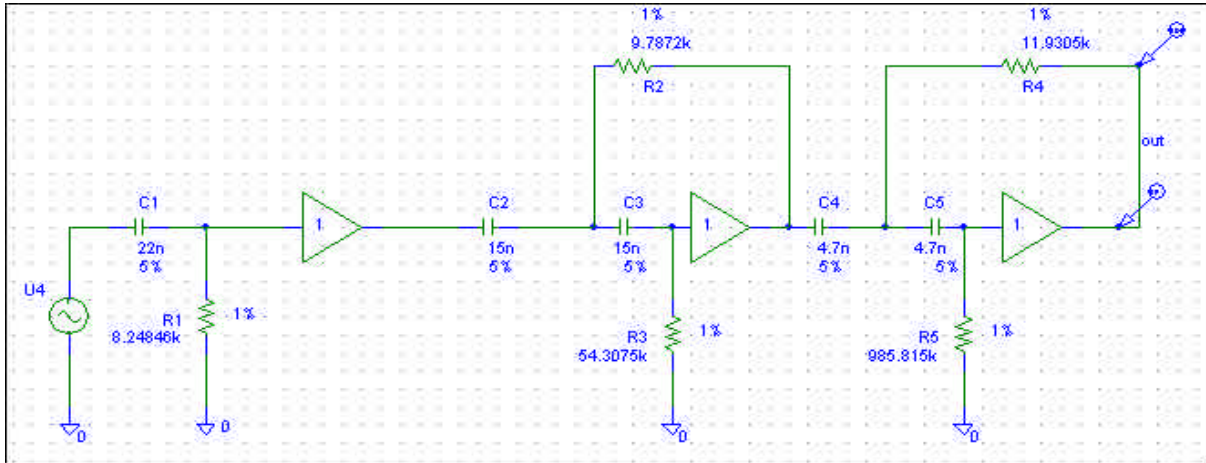 1%
9.7872k
R2
1%
11.9305k
R4
out
C1
22n
5%
1.
C2
15n
5%
C3
15n
5%
1.
C4
4.7n
5%
C5
4.7n
5%
1.
U4
R1
8.24846k
1%
R3
54.3075k
1%
R5
985.815k
1%
0
0
0
0